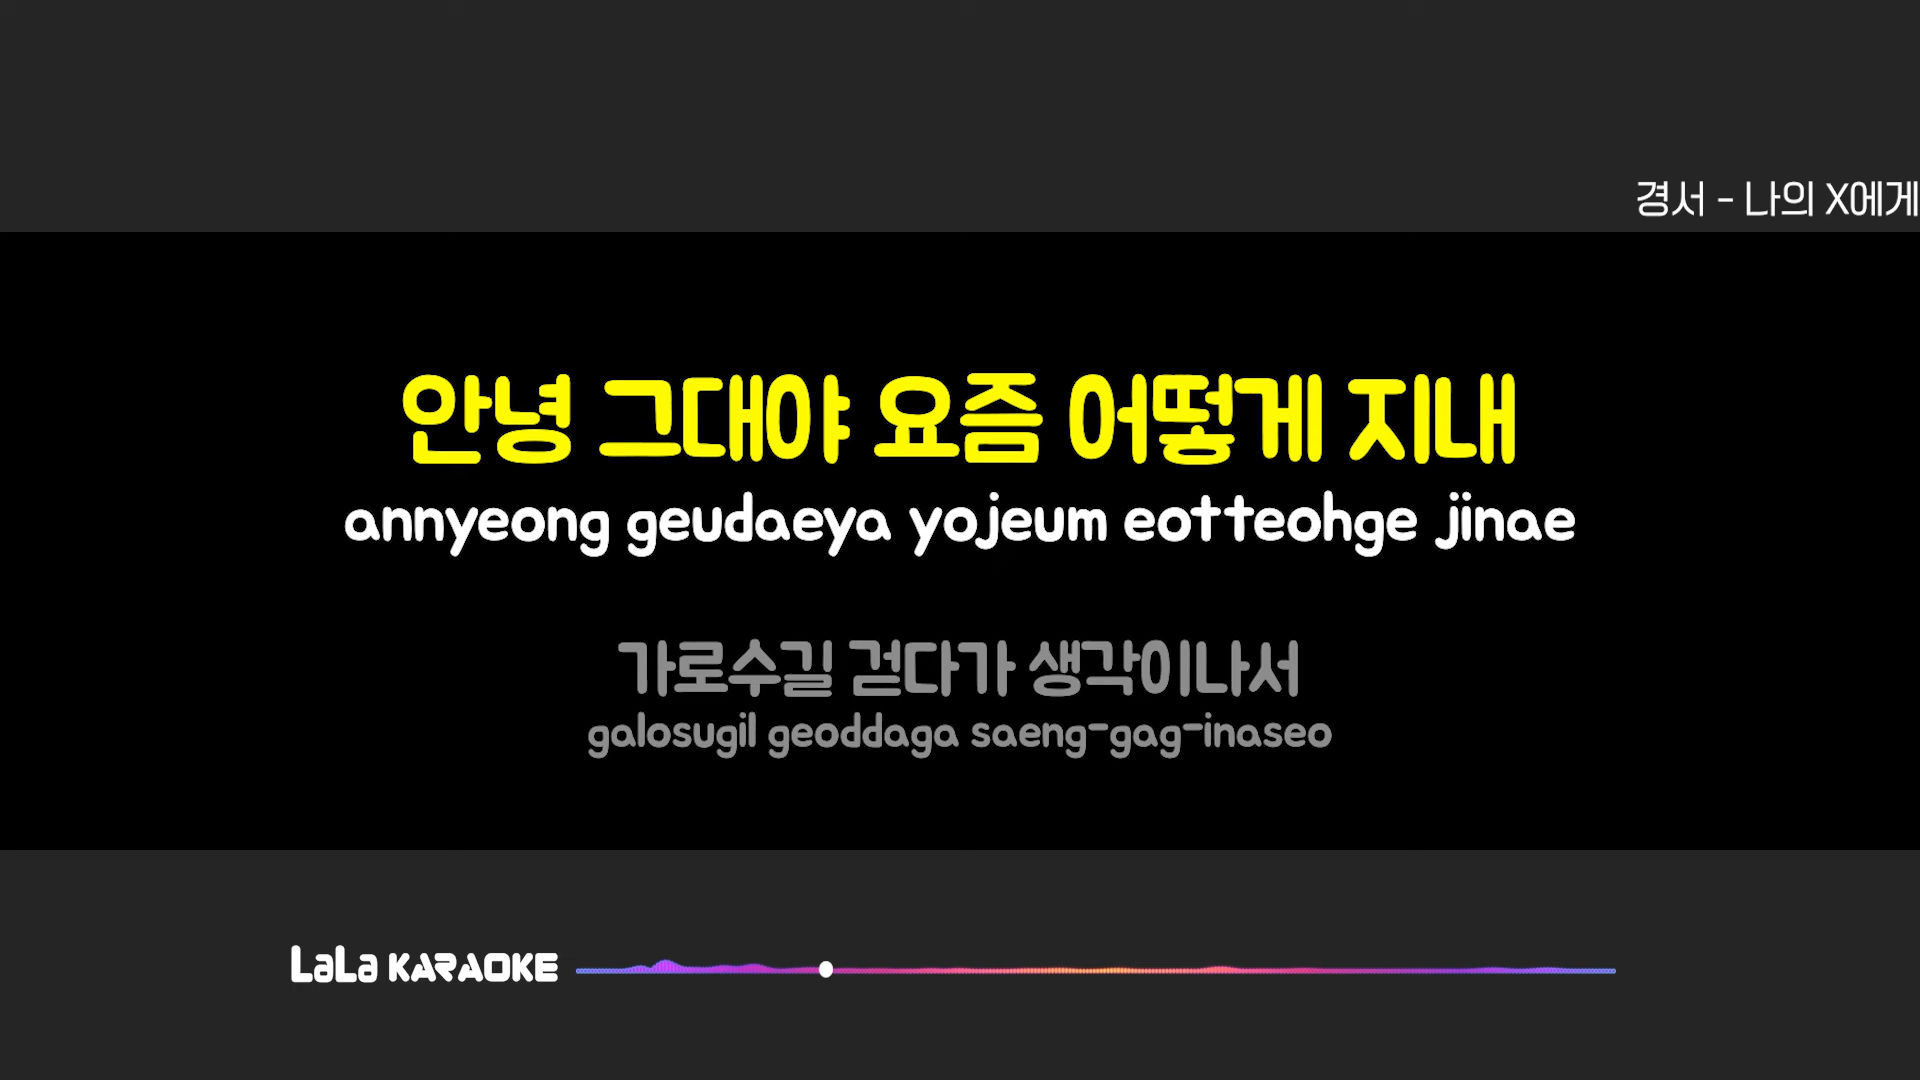 경서 - 나의 X에게
안녕 그대야 요즘 어떻게 지내
annyeong geudaeya yojeum eotteohge jinae
가로수길 걷다가 생각이나서
galosugil geoddaga saeng-gag-inaseo
LaLa KARAOKE